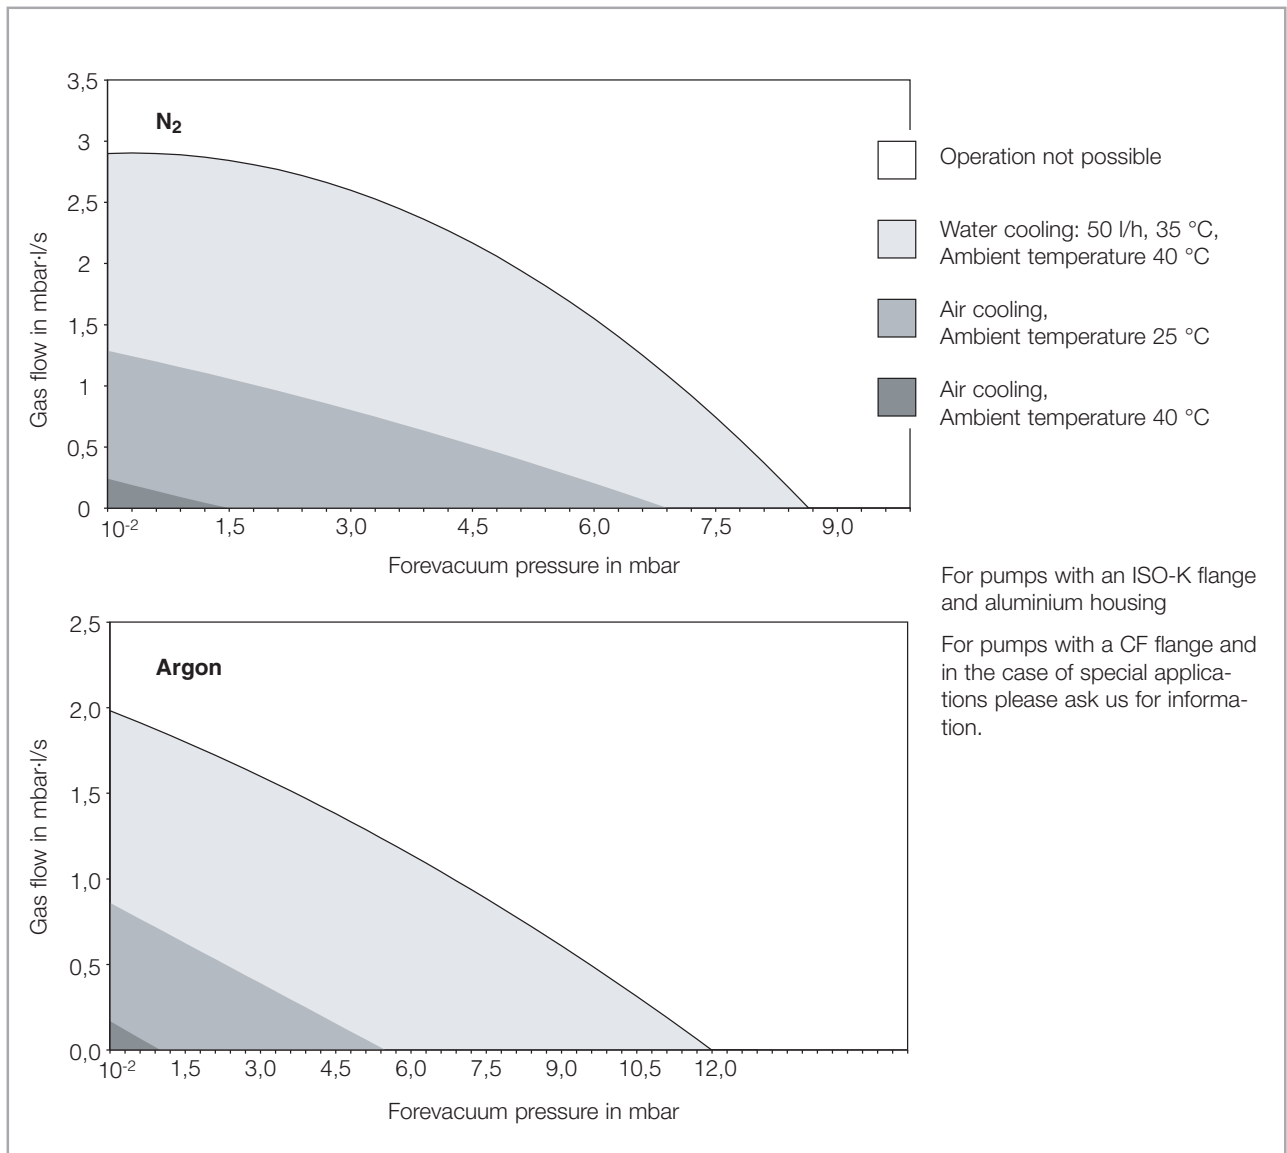 3,5
N2
3
2,5
2
1,5
1
0,5
0
Gas flow in mbar·l/s
10-2 1,5 3,0 4,5 6,0 7,5 9,0
Forevacuum pressure in mbar
Operation not possible
Water cooling: 50 l/h, 35 °C,
Ambient temperature 40 °C
Air cooling,
Ambient temperature 25 °C
Air cooling,
Ambient temperature 40 °C
For pumps with an ISO-K flange
and aluminium housing
For pumps with a CF flange and
in the case of special applica-
tions please ask us for informa-
tion.
2,5
Argon
2,0
1,5
1,0
0,5
0,0
Gas flow in mbar·l/s
10-2 1,5 3,0 4,5 6,0 7,5 9,0 10,5 12,0
Forevacuum pressure in mbar